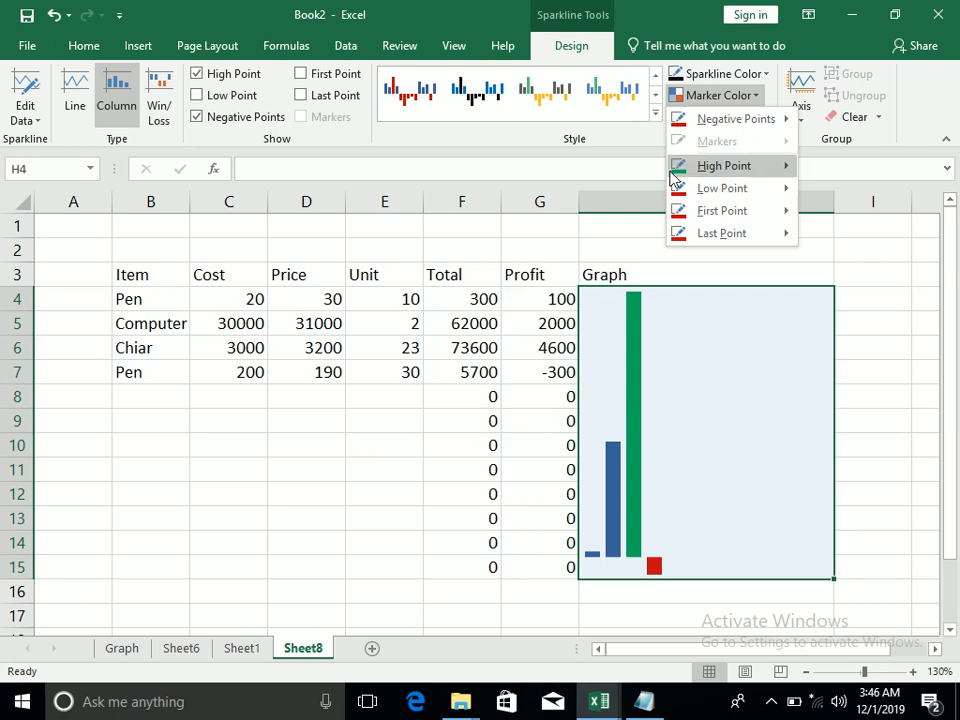 Book2 - Excel
Sparkline Tools
Sign in
File
Home
Insert
Page Layout
Formulas
Data
Review
View
Help
Design
Tell me what you want to do
Share
Edit Data
Sparkline
Line
Column
Win/ Loss
Type
High Point
Low Point
Negative Points
First Point
Last Point
Markers
Show
Style
Sparkline Color
Marker Color
Axis
Group
Ungroup
Clear
Group
Negative Points
Markers
High Point
Low Point
First Point
Last Point
H4
fx
A B C D E F G I
1
2
3 Item Cost Price Unit Total Profit Graph
4 Pen 20 30 10 300 100
5 Computer 30000 31000 2 62000 2000
6 Chiar 3000 3200 23 73600 4600
7 Pen 200 190 30 5700 -300
8 0 0
9 0 0
10 0 0
11 0 0
12 0 0
13 0 0
14 0 0
15 0 0
16
17
Activate Windows
Go to Settings to activate Windows.
Graph
Sheet6
Sheet1
Sheet8
Ready
130%
Ask me anything
3:46 AM
12/1/2019
2